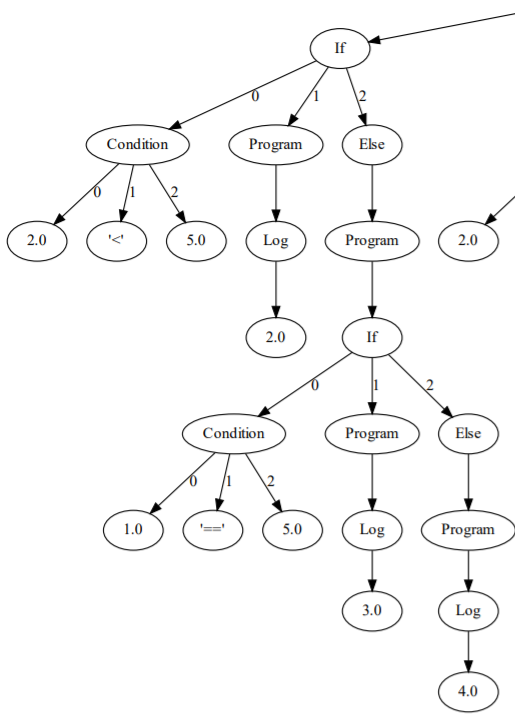 If
0 1 2
Condition Program Else
0 1 2
2.0 '<' 5.0 Log Program 2.0
2.0 If
0 1 2
Condition Program Else
0 1 2
1.0 '==' 5.0 Log Program
3.0 Log
4.0